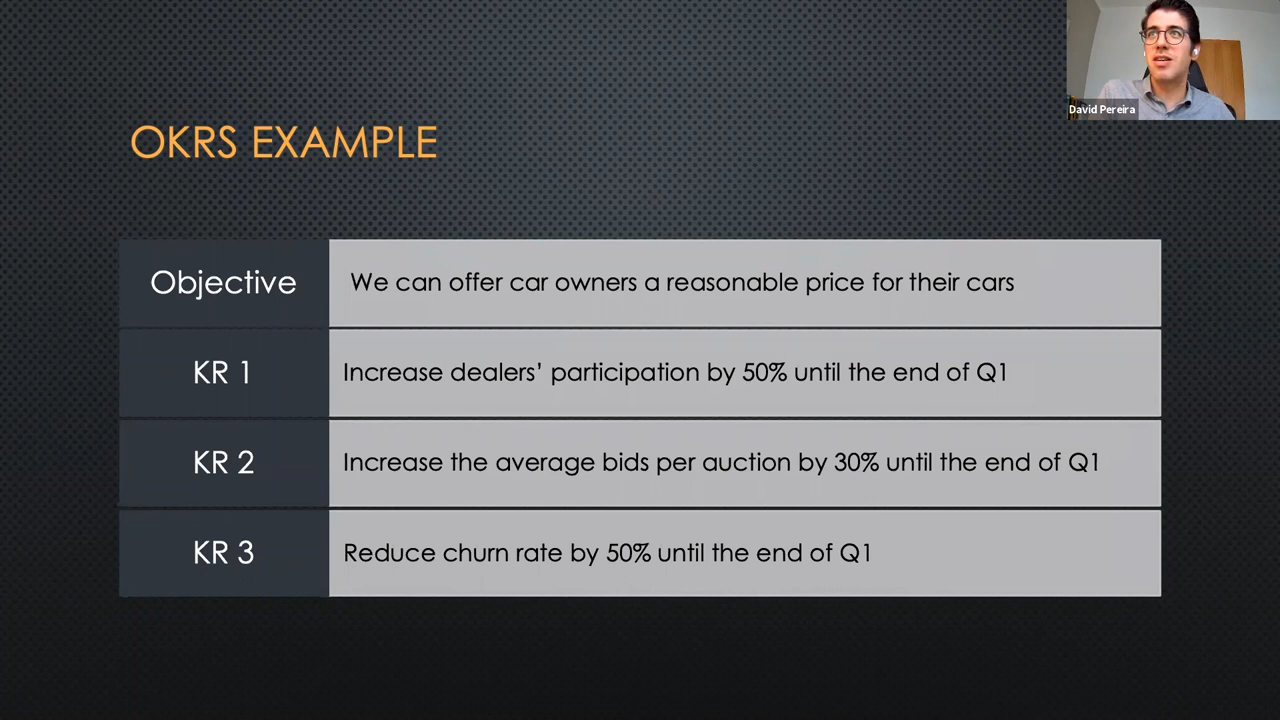 David Pereira
OKRS EXAMPLE
Objective
We can offer car owners a reasonable price for their cars
KR 1
Increase dealers’ participation by 50% until the end of Q1
KR 2
Increase the average bids per auction by 30% until the end of Q1
KR 3
Reduce churn rate by 50% until the end of Q1